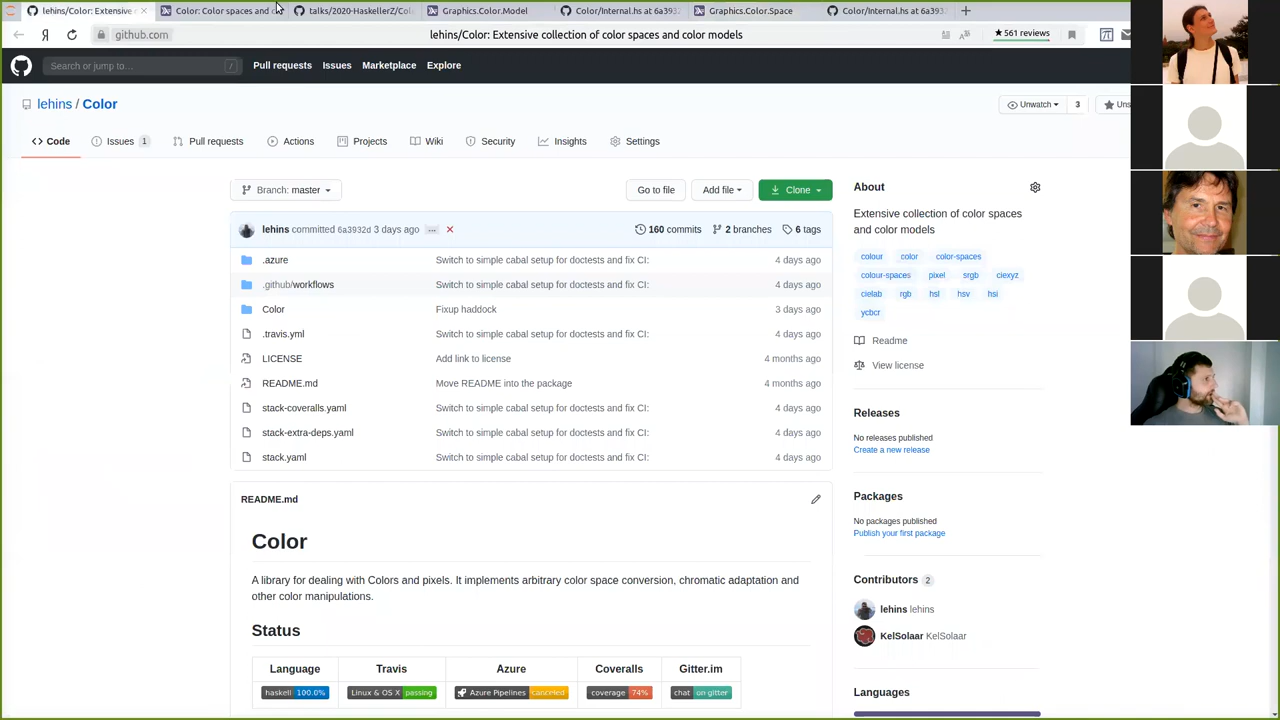 lehins/Color: Extensive
Color: Color spaces and c
talks/2020-HaskellerZ/Col
Graphics.Color.Model
Color/Internal.hs at 6a393
Graphics.Color.Space
Color/Internal.hs at 6a393
github.com
lehins/Color: Extensive collection of color spaces and color models
★561 reviews
Search or jump to...
/
Pull requests
Issues
Marketplace
Explore
lehins / Color
Unwatch
3
Uns
Code
Issues 1
Pull requests
Actions
Projects
Wiki
Security
Insights
Settings
Branch: master
Go to file
Add file
Clone
lehins committed 6a3932d 3 days ago ...
160 commits
2 branches
6 tags
.azure
Switch to simple cabal setup for doctests and fix CI:
4 days ago
.github/workflows
Switch to simple cabal setup for doctests and fix CI:
4 days ago
Color
Fixup haddock
3 days ago
.travis.yml
Switch to simple cabal setup for doctests and fix CI:
4 days ago
LICENSE
Add link to license
4 months ago
README.md
Move README into the package
4 months ago
stack-coveralls.yaml
Switch to simple cabal setup for doctests and fix CI:
4 days ago
stack-extra-deps.yaml
Switch to simple cabal setup for doctests and fix CI:
4 days ago
stack.yaml
Switch to simple cabal setup for doctests and fix CI:
4 days ago
README.md
Color
A library for dealing with Colors and pixels. It implements arbitrary color space conversion, chromatic adaptation and
other color manipulations.
Status
Language Travis Azure Coveralls Gitter.im
haskell 100.0% Linux & OS X passing Azure Pipelines canceled coverage 74% chat on gitter
About
Extensive collection of color spaces
and color models
colour color color-spaces
colour-spaces pixel srgb ciexyz
cielab rgb hsl hsv hsi
ycbcr
Readme
View license
Releases
No releases published
Create a new release
Packages
No packages published
Publish your first package
Contributors 2
lehins lehins
KelSolaar KelSolaar
Languages